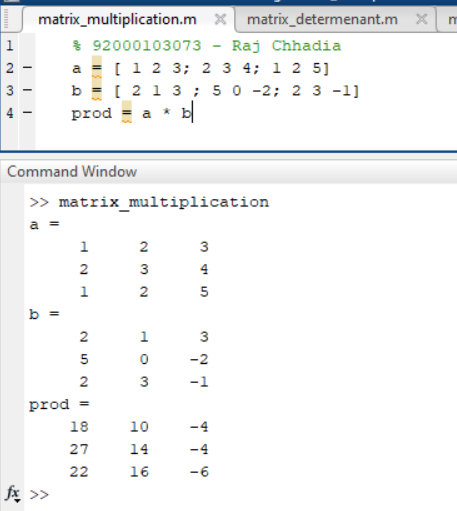 matrix_multiplication.m × matrix_determenant.m × m
1 % 92000103073 - Raj Chhadia
2 - a = [ 1 2 3; 2 3 4; 1 2 5]
3 - b = [ 2 1 3 ; 5 0 -2; 2 3 -1]
4 - prod = a * b
Command Window
>> matrix_multiplication
a =
1 2 3
2 3 4
1 2 5
b =
2 1 3
5 0 -2
2 3 -1
prod =
18 10 -4
27 14 -4
22 16 -6
fx >>